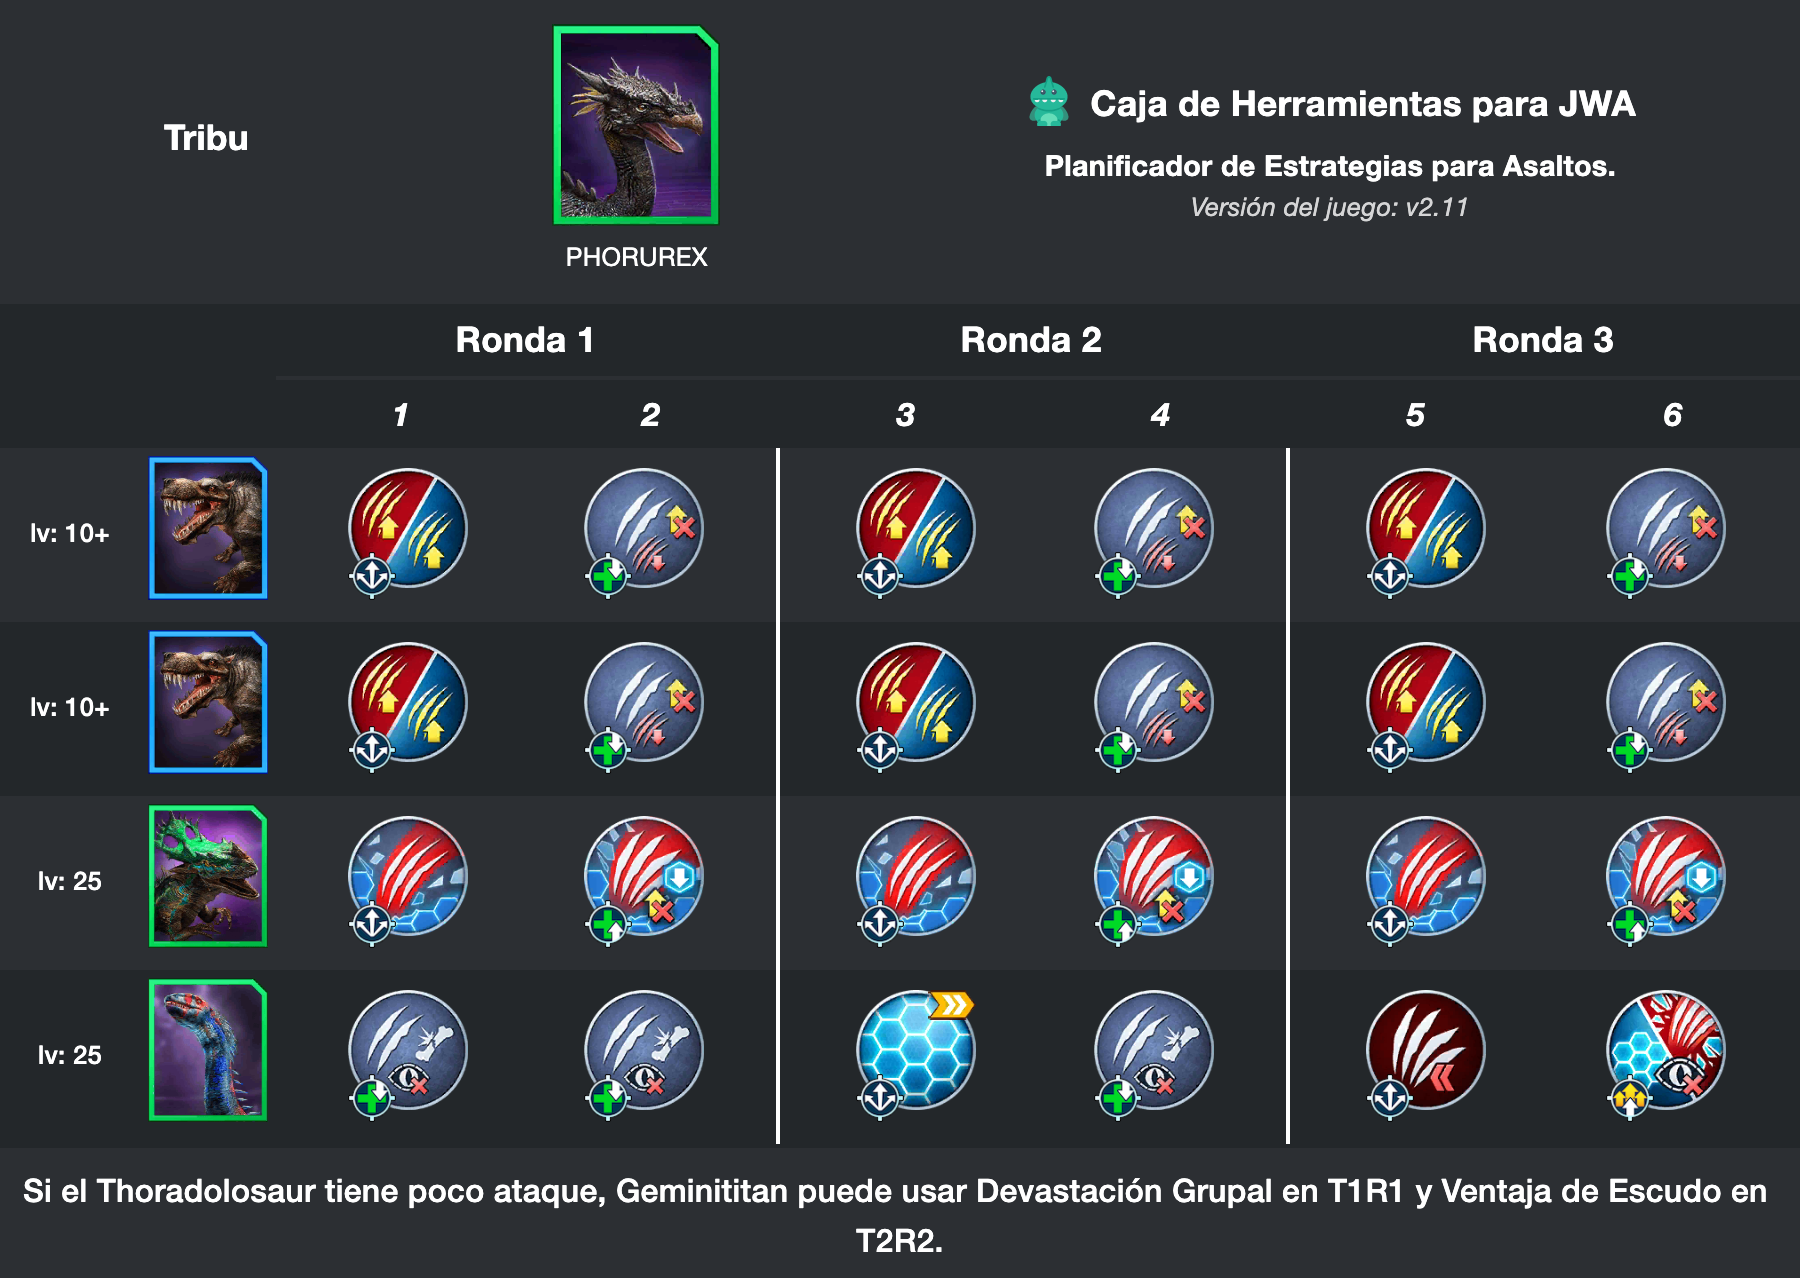 Tribu
PHORUREX
Caja de Herramientas para JWA
Planificador de Estrategias para Asaltos.
Versión del juego: v2.11
Ronda 1
Ronda 2
Ronda 3
1
2
3
4
5
6
lv: 10+
lv: 10+
lv: 25
lv: 25
Si el Thoradolosaur tiene poco ataque, Geminititan puede usar Devastación Grupal en T1R1 y Ventaja de Escudo en
T2R2.